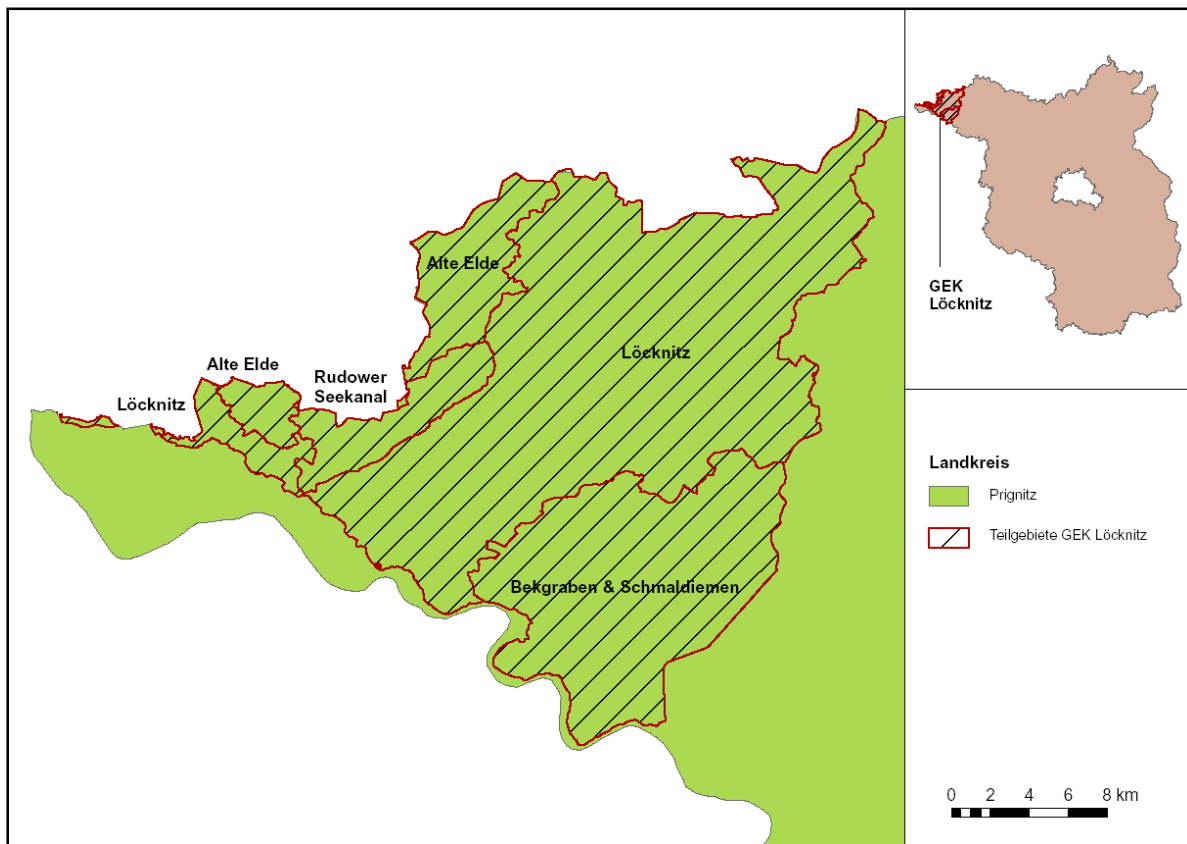 Alte Elde
Löcknitz
Alte Elde
Rudower
Seekanal
Löcknitz
Bekgraben & Schmaldiemen
GEK
Löcknitz
Landkreis
Prignitz
Teilgebiete GEK Löcknitz
0 2 4 6 8 km